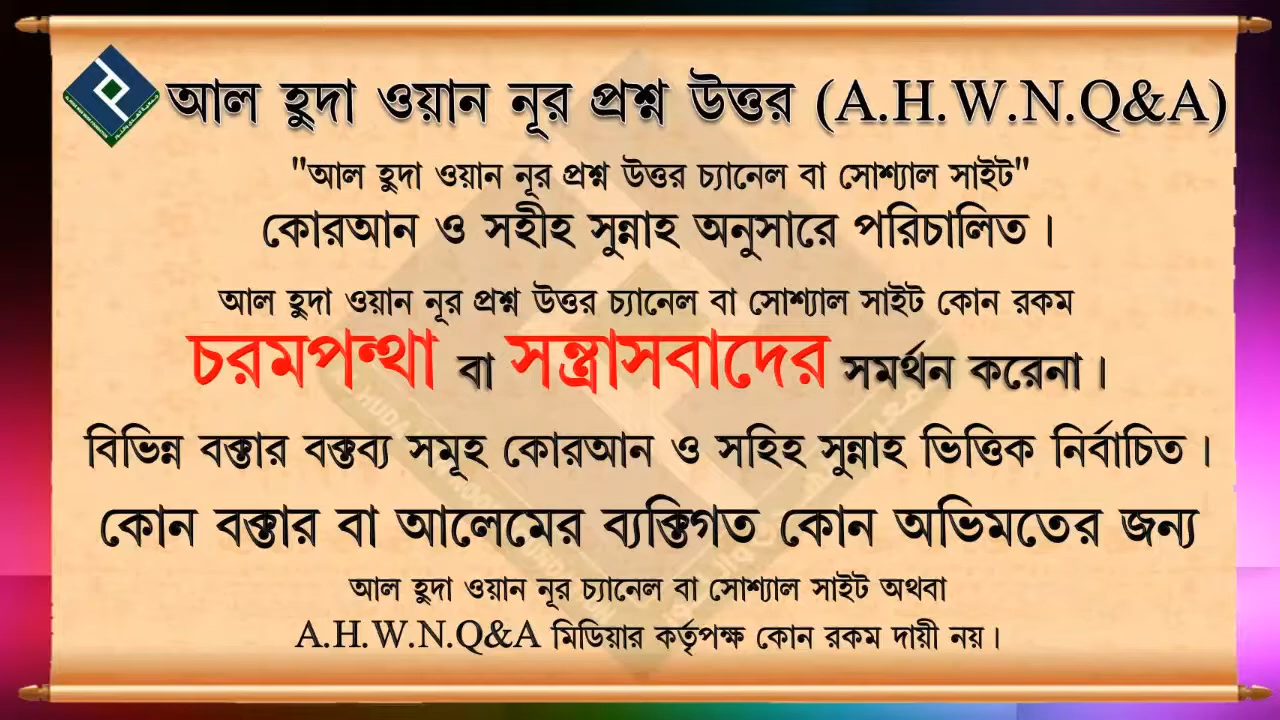 আল হুদা ওয়ান নূর প্রশ্ন উত্তর (A.H.W.N.Q&A)
"আল হুদা ওয়ান নূর প্রশ্ন উত্তর চ্যানেল বা সোশ্যাল সাইট"
কোরআন ও সহীহ সুন্নাহ অনুসারে পরিচালিত।
আল হুদা ওয়ান নূর প্রশ্ন উত্তর চ্যানেল বা সোশ্যাল সাইট কোন রকম
চরমপন্থা বা সন্ত্রাসবাদের সমর্থন করেনা।
বিভিন্ন বক্তার বক্তব্য সমূহ কোরআন ও সহিহ সুন্নাহ ভিত্তিক নির্বাচিত।
কোন বক্তার বা আলেমের ব্যক্তিগত কোন অভিমতের জন্য
আল হুদা ওয়ান নূর চ্যানেল বা সোশ্যাল সাইট অথবা
A.H.W.N.Q&A মিডিয়ার কর্তৃপক্ষ কোন রকম দায়ী নয়।